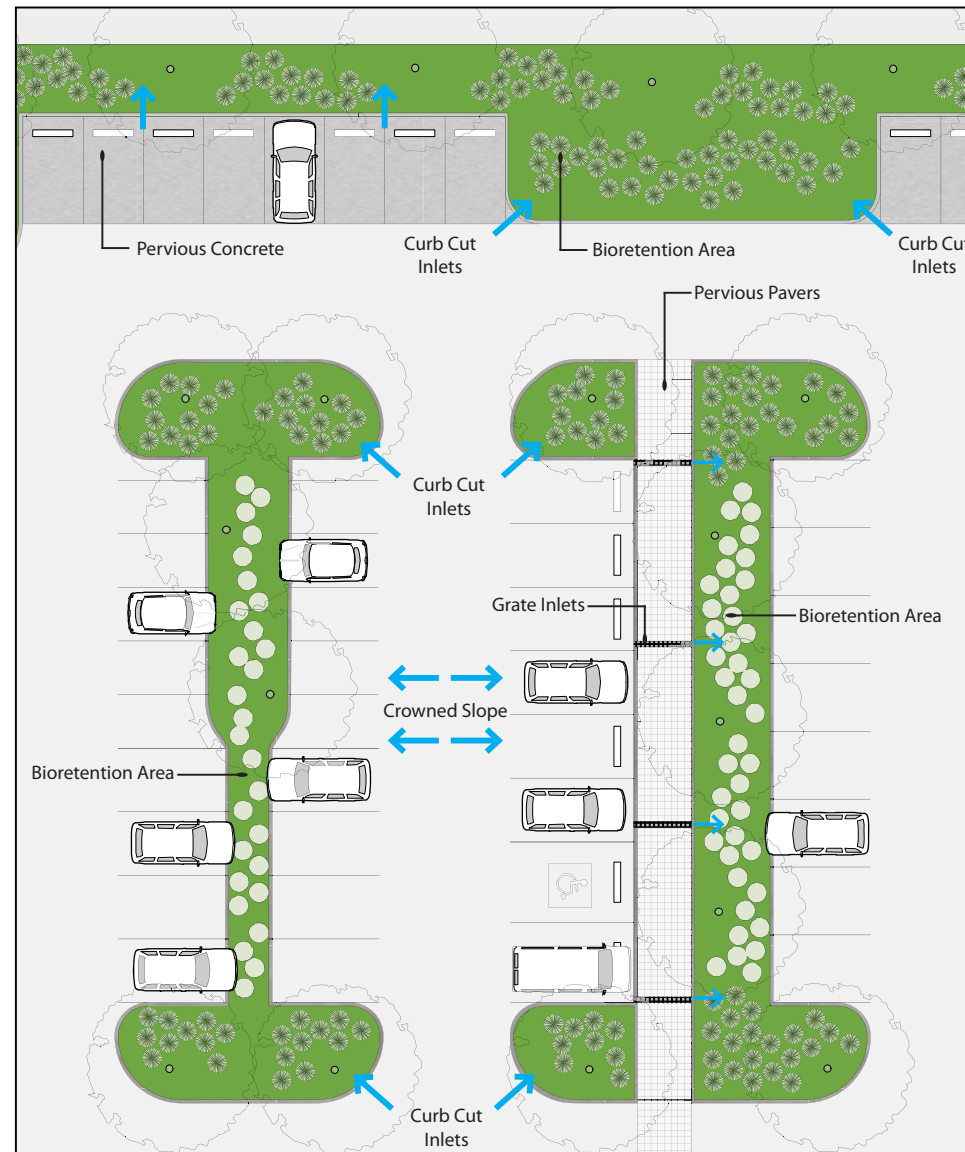 Pervious Concrete
Curb Cut
Inlets
Bioretention Area
Curb Cut
Inlets
Pervious Pavers
Curb Cut
Inlets
Grate Inlets
Bioretention Area
Crowned Slope
Bioretention Area
Curb Cut
Inlets